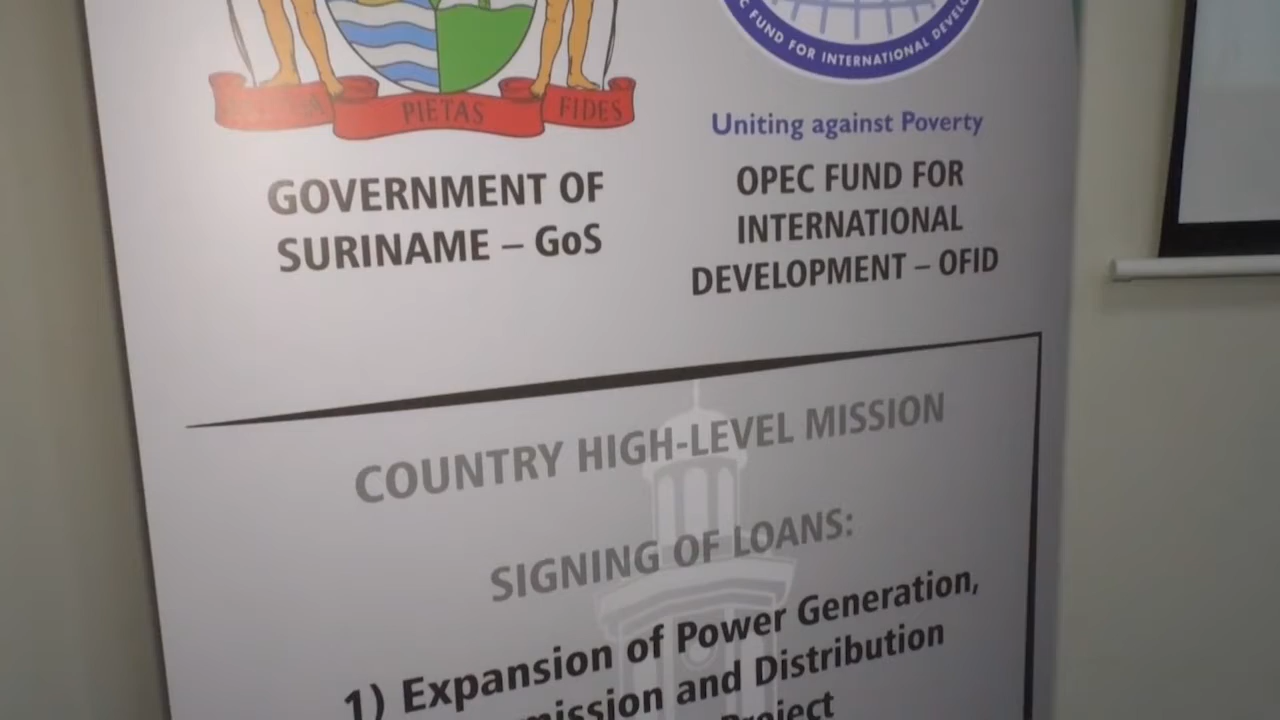 PIETAS FIDES
FUND FOR INTERNATIONAL
Uniting against Poverty
GOVERNMENT OF
SURINAME – GoS
OPEC FUND FOR
INTERNATIONAL
DEVELOPMENT – OFID
COUNTRY HIGH-LEVEL MISSION
SIGNING OF LOANS:
1) Expansion of Power Generation,
and Distribution
Project